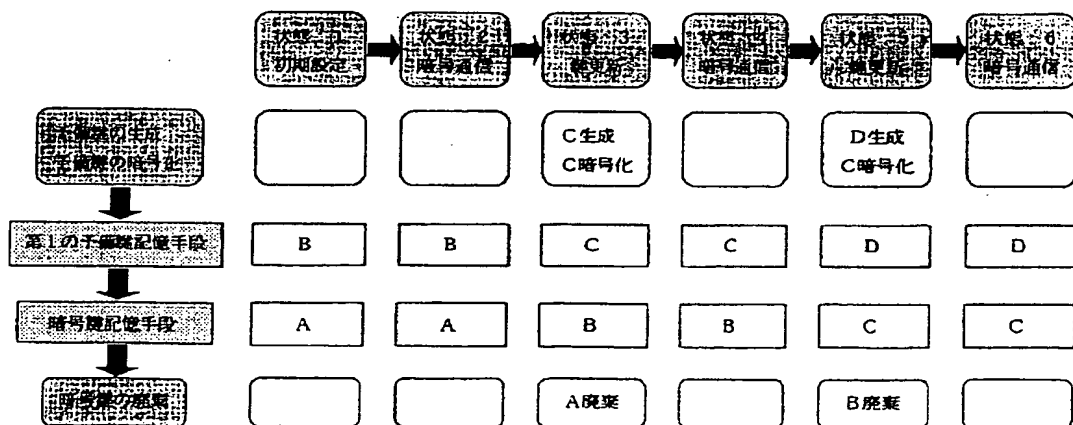 状態:1
初期設定
状態:2
暗号通信
状態:3
鍵更新
状態:4
暗号通信
状態:5
鍵更新
状態:6
暗号通信
予備鍵の生成
予備鍵の暗号化
C生成
C暗号化
D生成
C暗号化
第1の予備鍵記憶手段
B
B
C
C
D
D
暗号鍵記憶手段
A
A
B
B
C
C
暗号鍵の廃棄
A廃棄
B廃棄